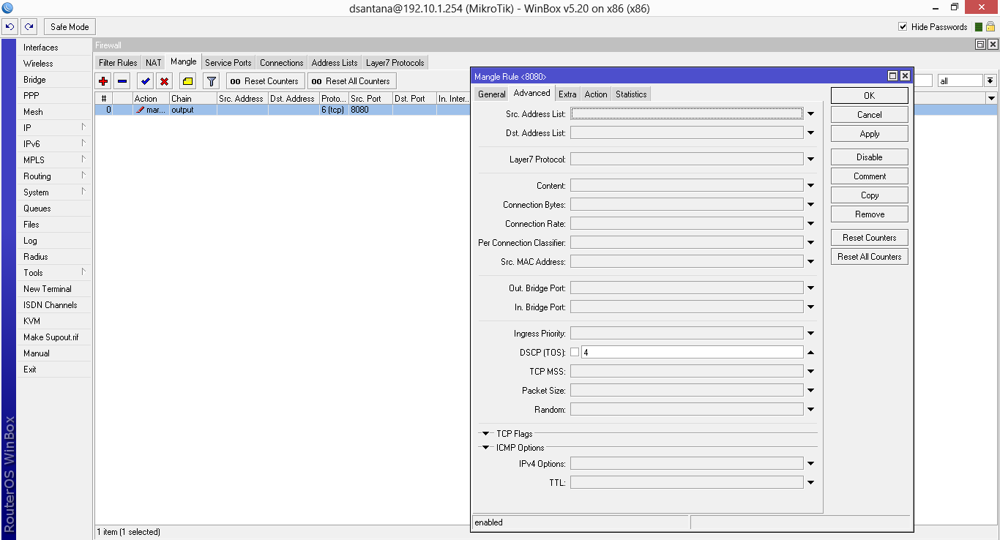 dsantana@192.10.1.254 (MikroTik) - WinBox v5.20 on x86 (x86)
Safe Mode
Hide Passwords
Interfaces
Wireless
Bridge
PPP
Mesh
IP
IPv6
MPLS
Routing
System
Queues
Files
Log
Radius
Tools
New Terminal
ISDN Channels
KVM
Make Supout.rif
Manual
Exit
RouterOS WinBox
Firewall
Filter Rules NAT Mangle Service Ports Connections Address Lists Layer7 Protocols
00 Reset Counters 00 Reset All Counters
all
# Action Chain Src. Address Dst. Address Proto... Src. Port Dst. Port In. Inter...
0 mar... output 6 (tcp) 8080
1 item (1 selected)
Mangle Rule <8080>
General Advanced Extra Action Statistics
Src. Address List:
Dst. Address List:
Layer7 Protocol:
Content:
Connection Bytes:
Connection Rate:
Per Connection Classifier:
Src. MAC Address:
Out. Bridge Port:
In. Bridge Port:
Ingress Priority:
DSCP (TOS): 4
TCP MSS:
Packet Size:
Random:
TCP Flags
ICMP Options
IPv4 Options:
TTL:
enabled
OK
Cancel
Apply
Disable
Comment
Copy
Remove
Reset Counters
Reset All Counters